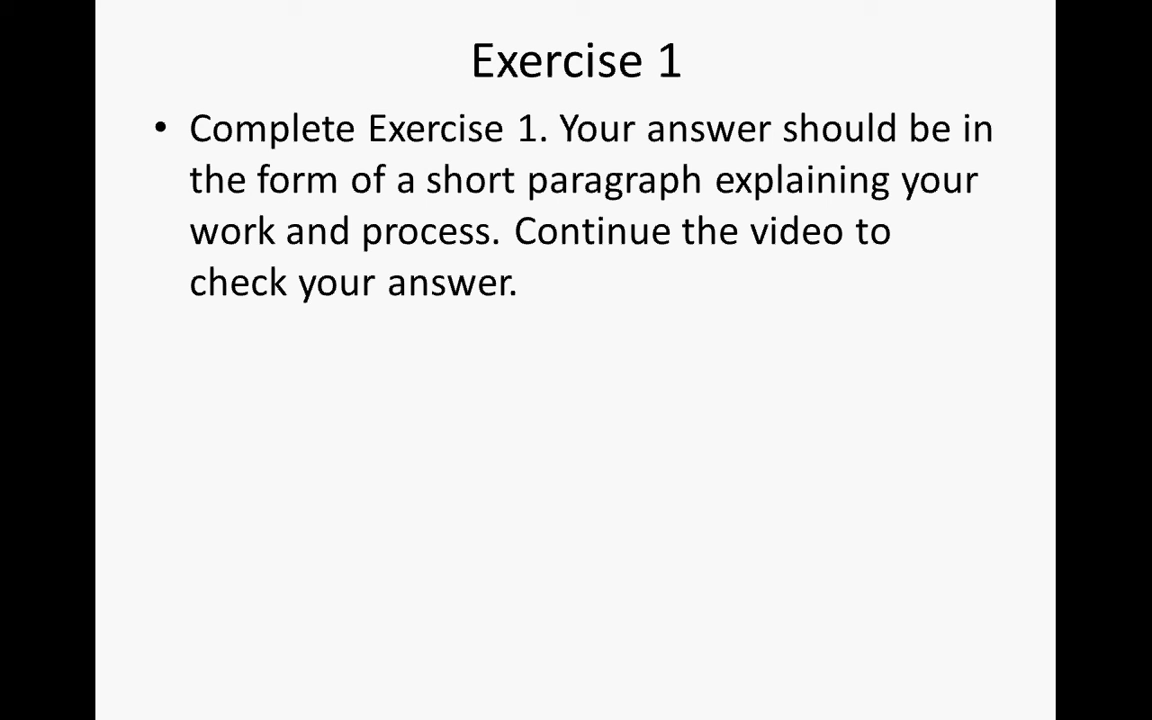 Exercise 1
• Complete Exercise 1. Your answer should be in
the form of a short paragraph explaining your
work and process. Continue the video to
check your answer.